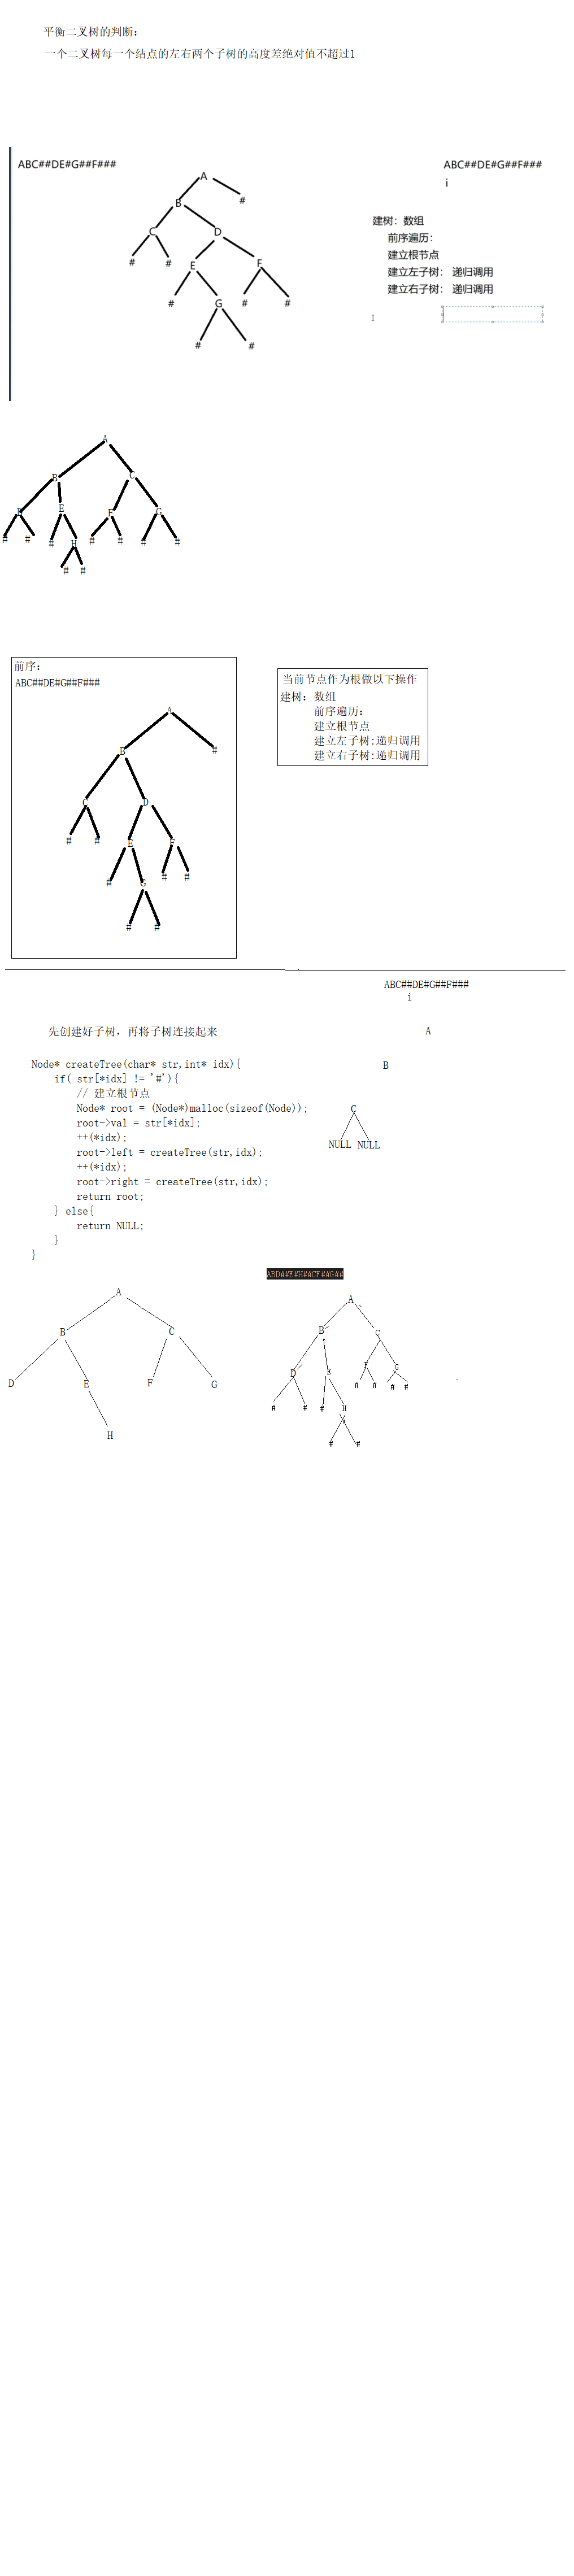 平衡二叉树的判断:
一个二叉树每一个结点的左右两个子树的高度差绝对值不超过1
ABC##DE#G##F###
A
B
#
C
D
#
#
E
F
#
G
#
#
#
#
ABC##DE#G##F###
i
建树：数组
前序遍历：
建立根节点
建立左子树： 递归调用
建立右子树： 递归调用
1
A
B
C
E
F
G
#
#
#
H
#
#
#
#
#
#
前序:
ABC##DE#G##F###
A
B
#
C
D
#
#
E
F
#
G
#
#
#
#
当前节点作为根做以下操作
建树: 数组
前序遍历:
建立根节点
建立左子树:递归调用
建立右子树:递归调用
ABC##DE#G##F###
i
先创建好子树，再将子树连接起来
A
B
C
NULL NULL
Node* createTree(char* str,int* idx){
if( str[*idx] != '#'){
// 建立根节点
Node* root = (Node*)malloc(sizeof(Node));
root->val = str[*idx];
++(*idx);
root->left = createTree(str,idx);
++(*idx);
root->right = createTree(str,idx);
return root;
} else{
return NULL;
}
}
ABD##E#H##CF##G##
A
B
C
D
E
F
G
H
A
B
C
D
E
F
G
#
#
#
H
#
#
#
#
#
#